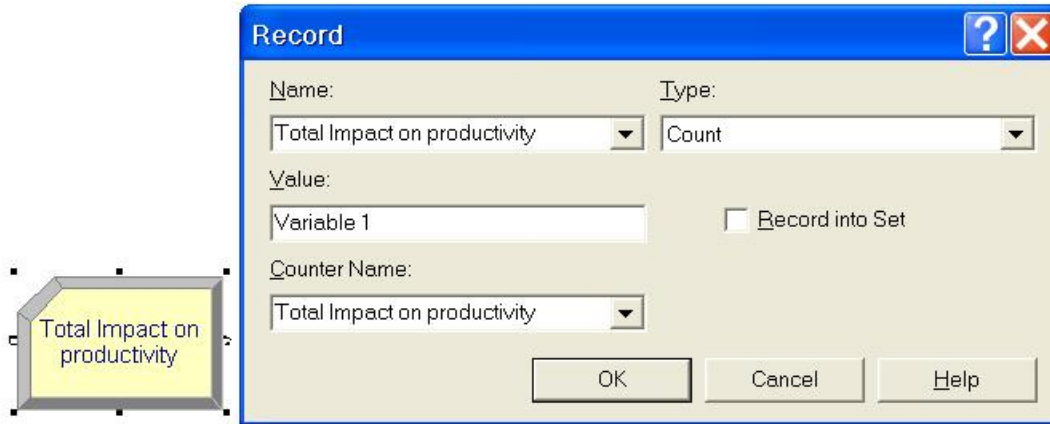 Record
Name:
Type:
Total Impact on productivity
Count
Value:
Variable 1
Record into Set
Counter Name:
Total Impact on productivity
OK
Cancel
Help
Total Impact on
productivity